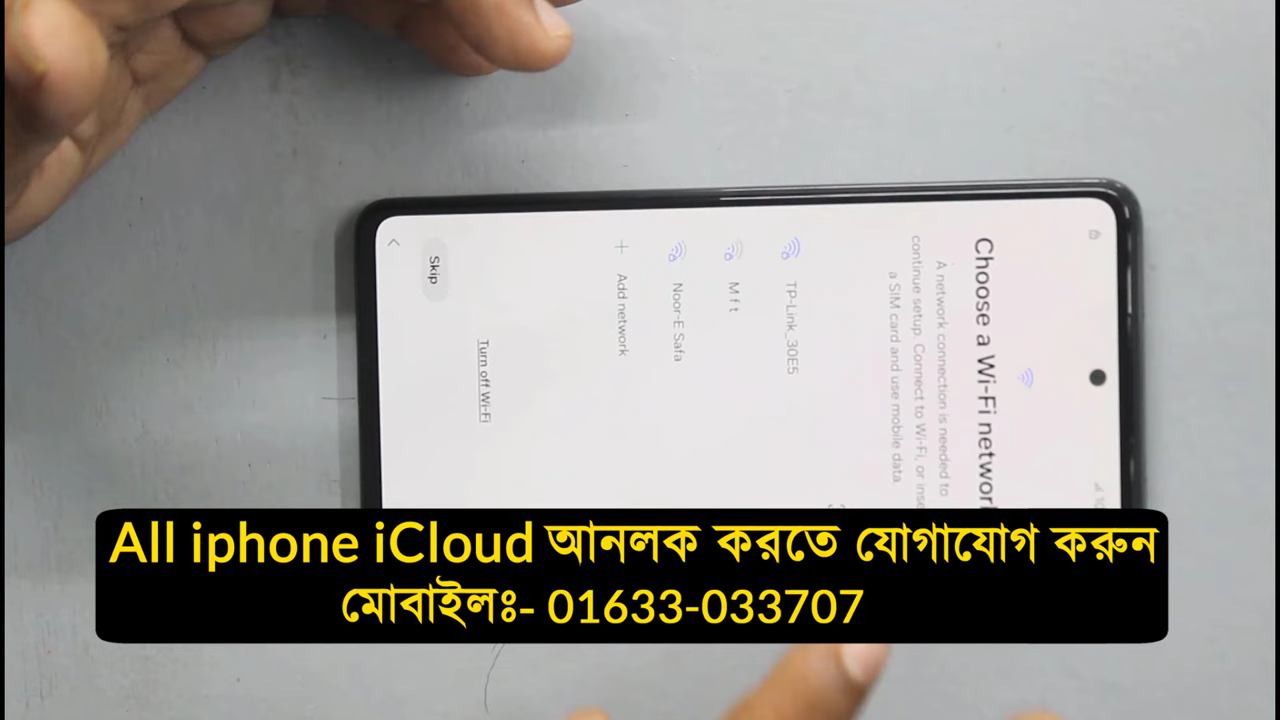 Choose a Wi-Fi network
A network connection is needed to
continue setup. Connect to Wi-Fi, or
a SIM card and use mobile data.
TP-Link_30E5
M f t
Noor-E Safa
+ Add network
Turn off Wi-Fi
Skip
All iphone iCloud আনলক করতে যোগাযোগ করুন
মোবাইলঃ- 01633-033707